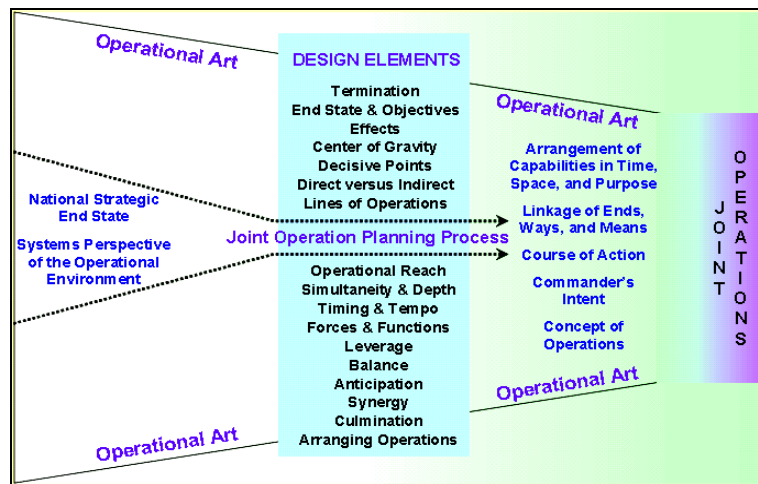 Operational Art
DESIGN ELEMENTS
Termination
End State & Objectives
Effects
Center of Gravity
Decisive Points
Direct versus Indirect
Lines of Operations
National Strategic
End State
Systems Perspective
of the Operational
Environment
Joint Operation Planning Process
Operational Reach
Simultaneity & Depth
Timing & Tempo
Forces & Functions
Leverage
Balance
Anticipation
Synergy
Culmination
Arranging Operations
Operational Art
Operational Art
Arrangement of
Capabilities in Time,
Space, and Purpose
Linkage of Ends,
Ways, and Means
Course of Action
Commander's
Intent
Concept of
Operations
Operational Art
JOINT
OPERATIONS